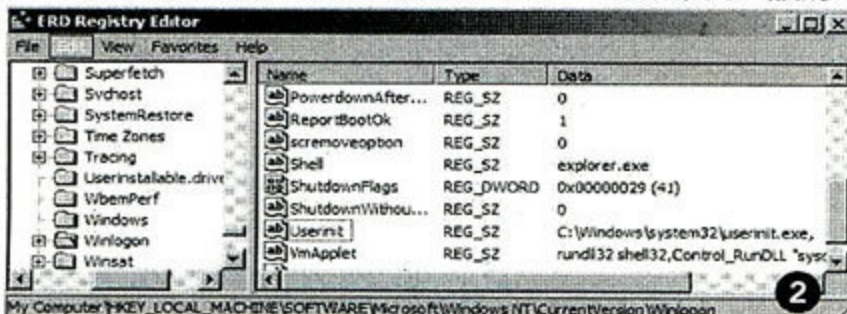 ERD Registry Editor
File Edit View Favorites Help
Superfetch
Svchost
SystemRestore
Time Zones
Tracing
Userinstallable.drive
WbemPerf
Windows
Winlogon
Winsat
Name Type Data
PowerdownAfter... REG_SZ 0
ReportBootOk REG_SZ 1
scremoveoption REG_SZ 0
Shell explorer.exe REG_SZ
ShutdownFlags REG_DWORD 0x00000029 (41)
ShutdownWithou... REG_SZ 0
Userinit REG_SZ C:\Windows\system32\userinit.exe,
VmApplet REG_SZ rundll32 shell32,Control_RunDLL "sysc
My Computer\HKEY_LOCAL_MACHINE\SOFTWARE\Microsoft\Windows NT\CurrentVersion\Winlogon
2